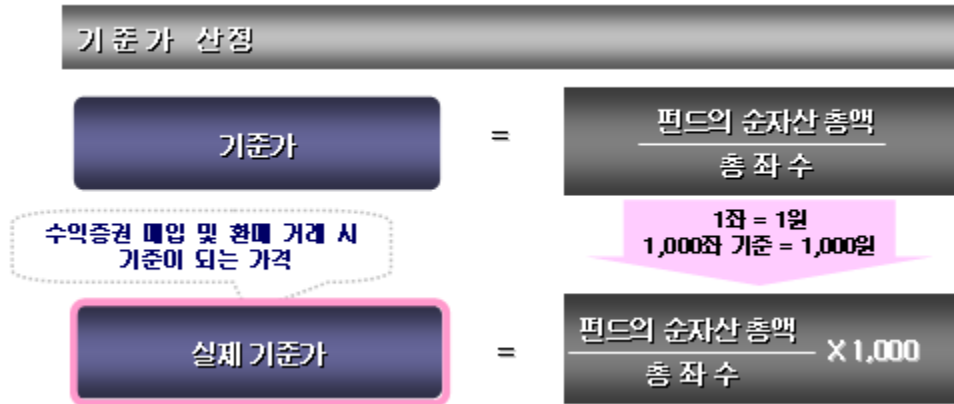 기준가 산정
기준가
=
펀드의 순자산 총액
총 좌 수
수익증권 매입 및 환매 거래 시
기준이 되는 가격
1좌 = 1원
1,000좌 기준 = 1,000원
실제 기준가
=
펀드의 순자산 총액
총 좌 수
X 1,000